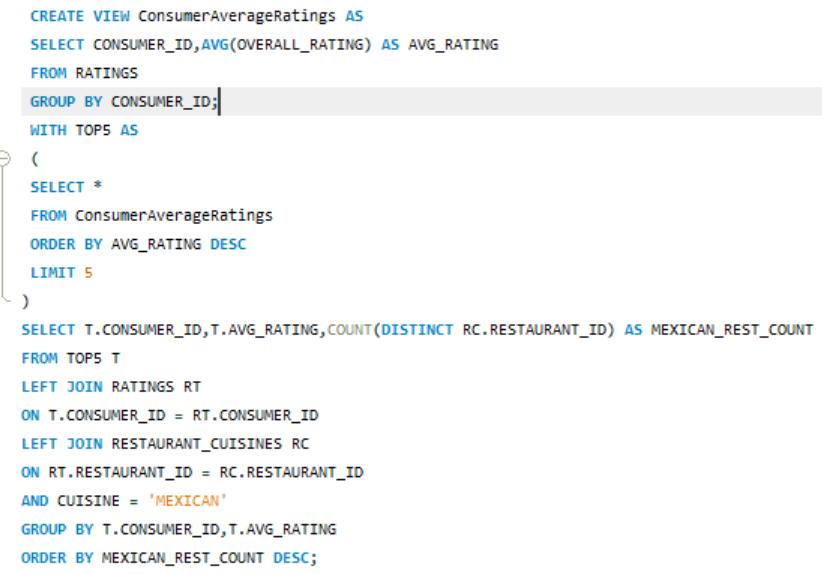 CREATE VIEW ConsumerAverageRatings AS
SELECT CONSUMER_ID,AVG(OVERALL_RATING) AS AVG_RATING
FROM RATINGS
GROUP BY CONSUMER_ID;
WITH TOP5 AS
(
SELECT *
FROM ConsumerAverageRatings
ORDER BY AVG_RATING DESC
LIMIT 5
)
SELECT T.CONSUMER_ID,T.AVG_RATING,COUNT(DISTINCT RC.RESTAURANT_ID) AS MEXICAN_REST_COUNT
FROM TOP5 T
LEFT JOIN RATINGS RT
ON T.CONSUMER_ID = RT.CONSUMER_ID
LEFT JOIN RESTAURANT_CUISINES RC
ON RT.RESTAURANT_ID = RC.RESTAURANT_ID
AND CUISINE = 'MEXICAN'
GROUP BY T.CONSUMER_ID,T.AVG_RATING
ORDER BY MEXICAN_REST_COUNT DESC;